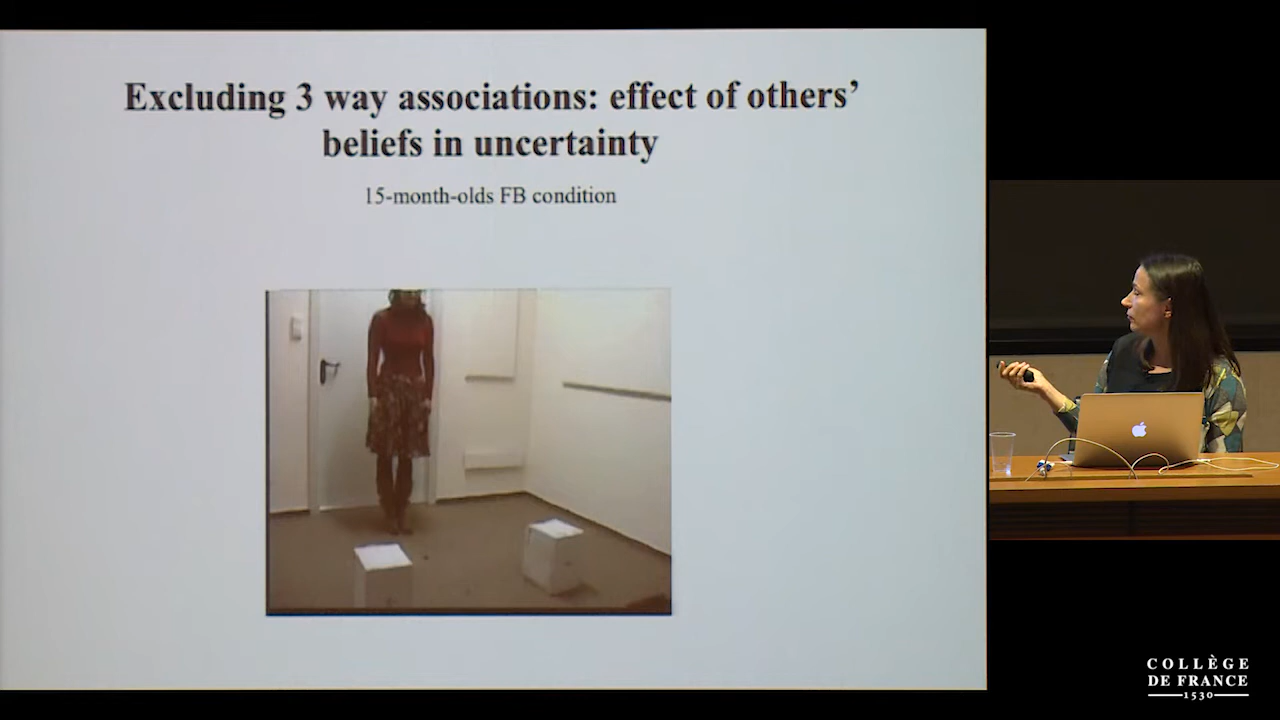 Excluding 3 way associations: effect of others’
beliefs in uncertainty
15-month-olds FB condition
COLLÈGE
DE FRANCE
1530